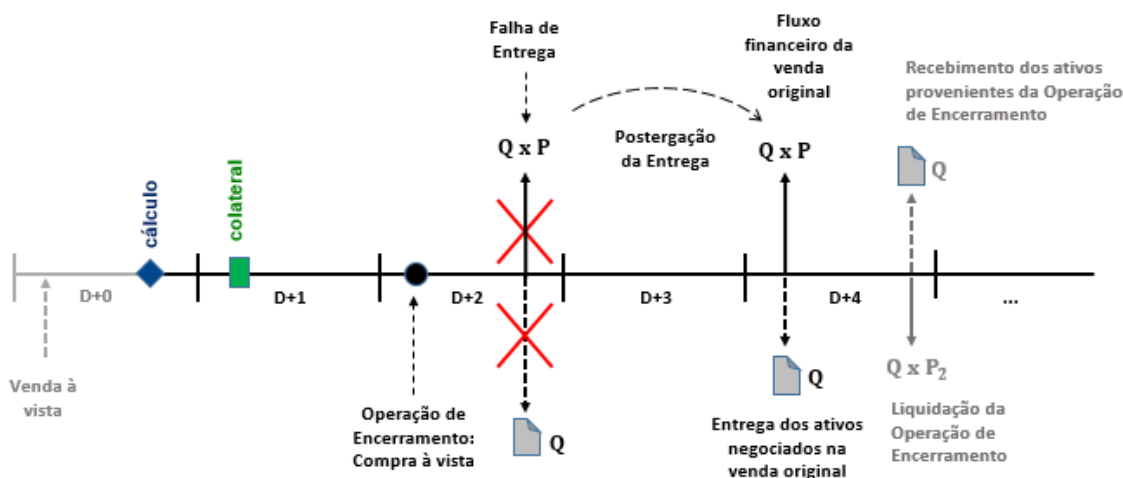 Falha de
Entrega
Fluxo
financeiro da
venda
original
Recebimento dos ativos
provenientes da Operação
de Encerramento
Q x P
Postergação
da Entrega
Q x P
Q
cálculo
colateral
D+0
D+1
D+2
D+3
D+4
...
Venda à
vista
Operação de
Encerramento:
Compra à vista
Q
Q
Entrega dos ativos
negociados na
venda original
Q x P₂
Liquidação da
Operação de
Encerramento